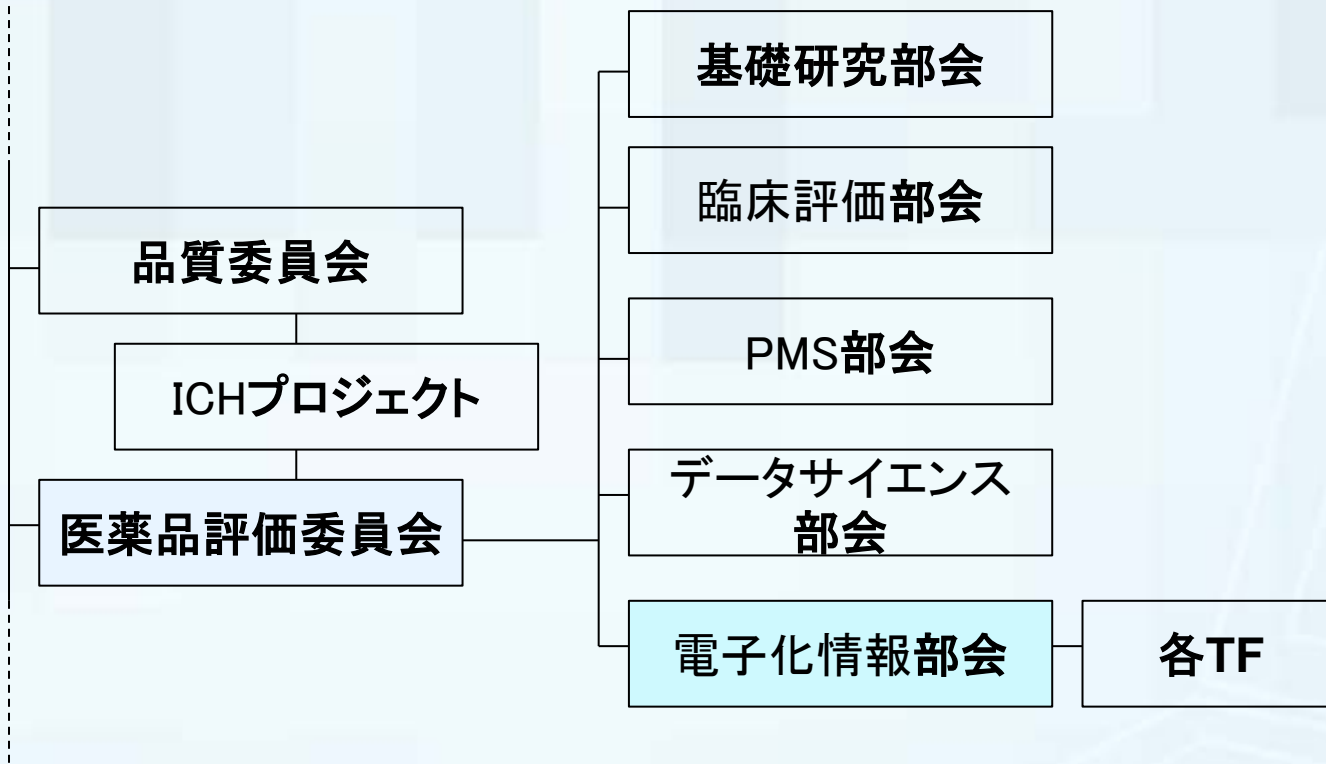 品質委員会
ICHプロジェクト
医薬品評価委員会
基礎研究部会
臨床評価部会
PMS部会
データサイエンス
部会
電子化情報部会
各TF